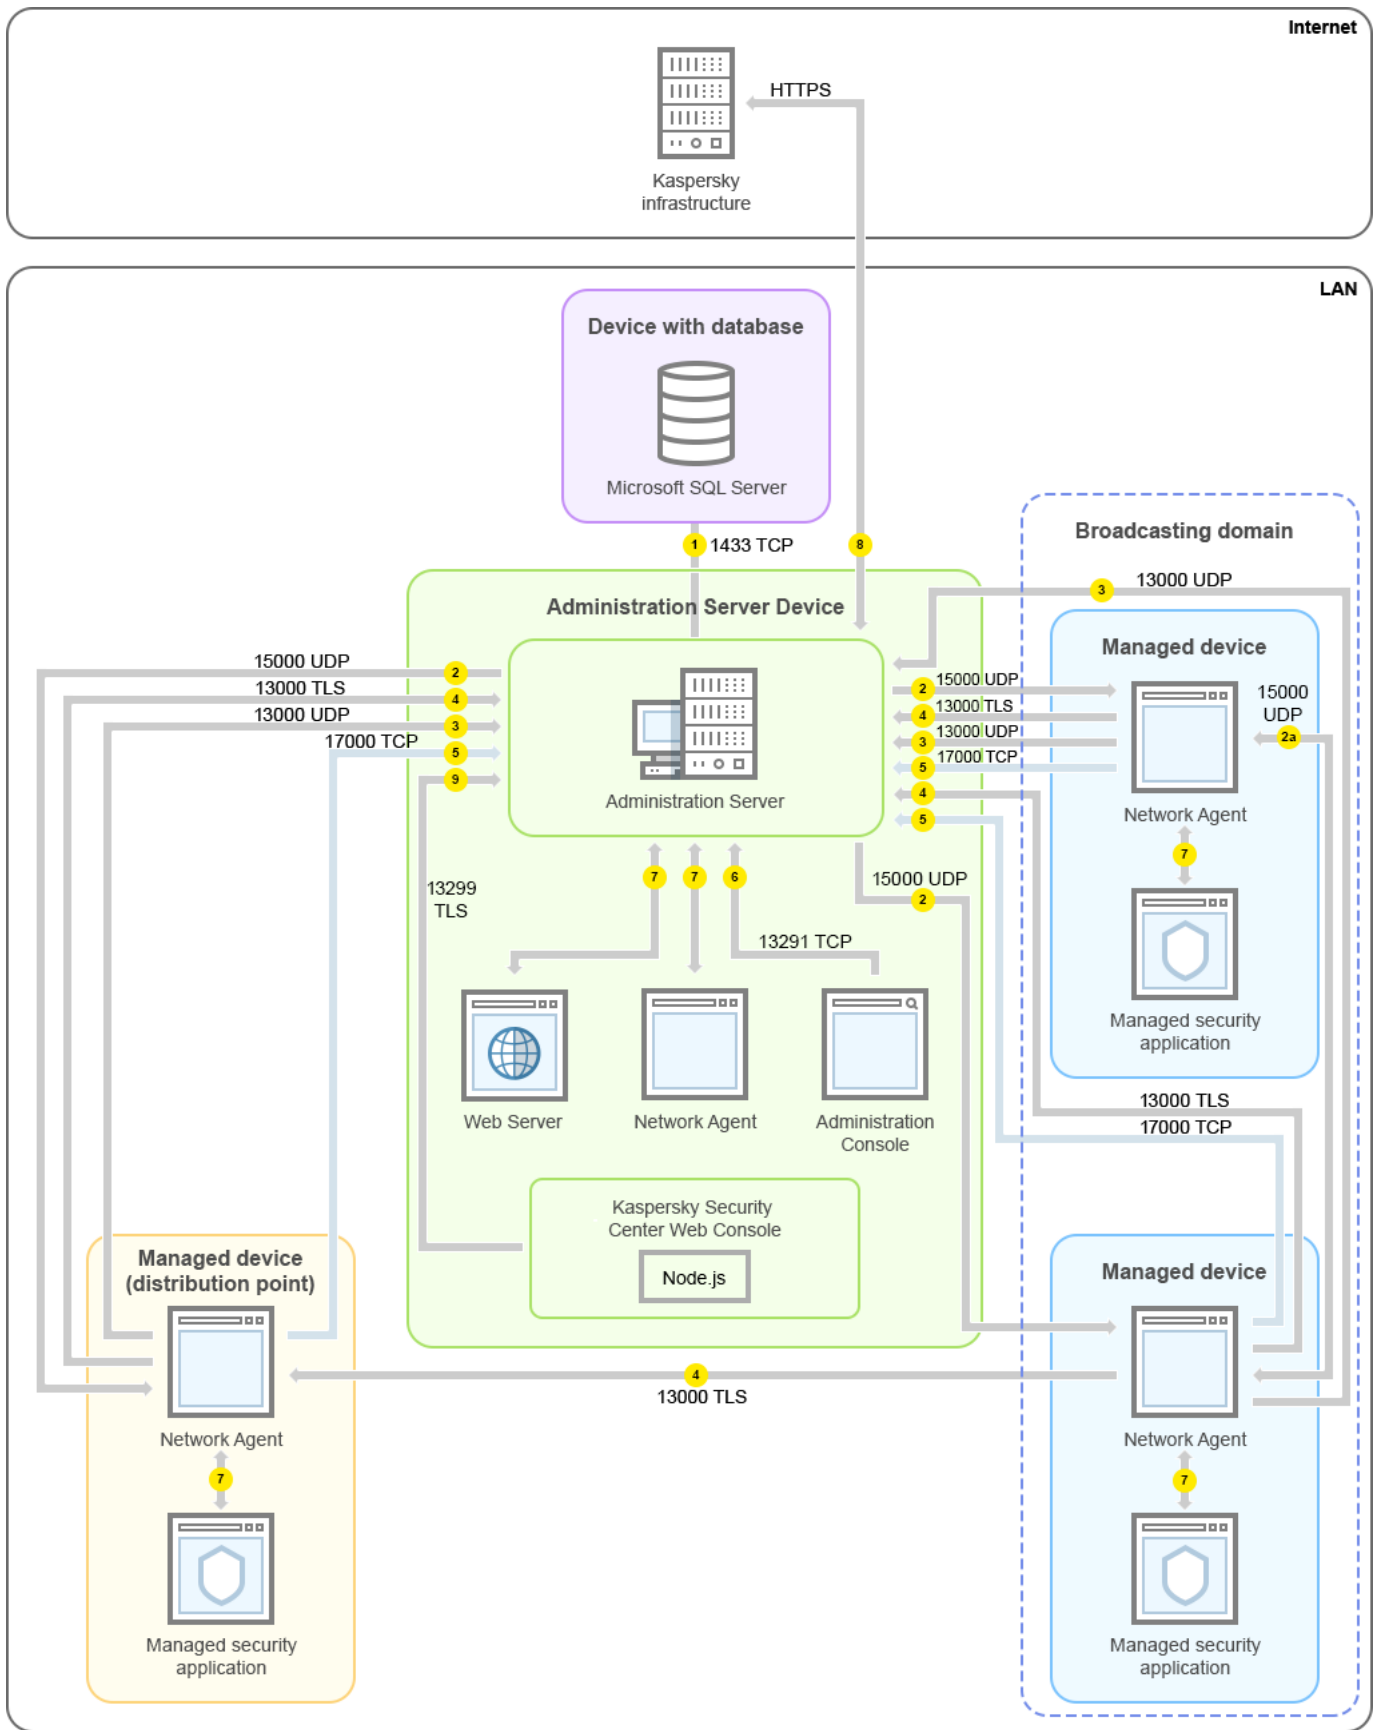 Internet
HTTPS
Kaspersky
infrastructure
LAN
Device with database
Microsoft SQL Server
1
1433 TCP
8
Broadcasting domain
13000 UDP
3
Administration Server Device
Managed device
15000 UDP
2
13000 TLS
4
13000 UDP
3
17000 TCP
5
9
15000 UDP
2
13000 TLS
4
13000 UDP
3
17000 TCP
5
4
5
15000
UDP
2a
Administration Server
Network Agent
7
7
7
6
13299
TLS
15000 UDP
2
13291 TCP
Managed security
application
Web Server
Network Agent
Administration
Console
13000 TLS
17000 TCP
Kaspersky Security
Center Web Console
Node.js
Managed device
(distribution point)
Managed device
4
13000 TLS
Network Agent
7
Managed security
application
Network Agent
7
Managed security
application